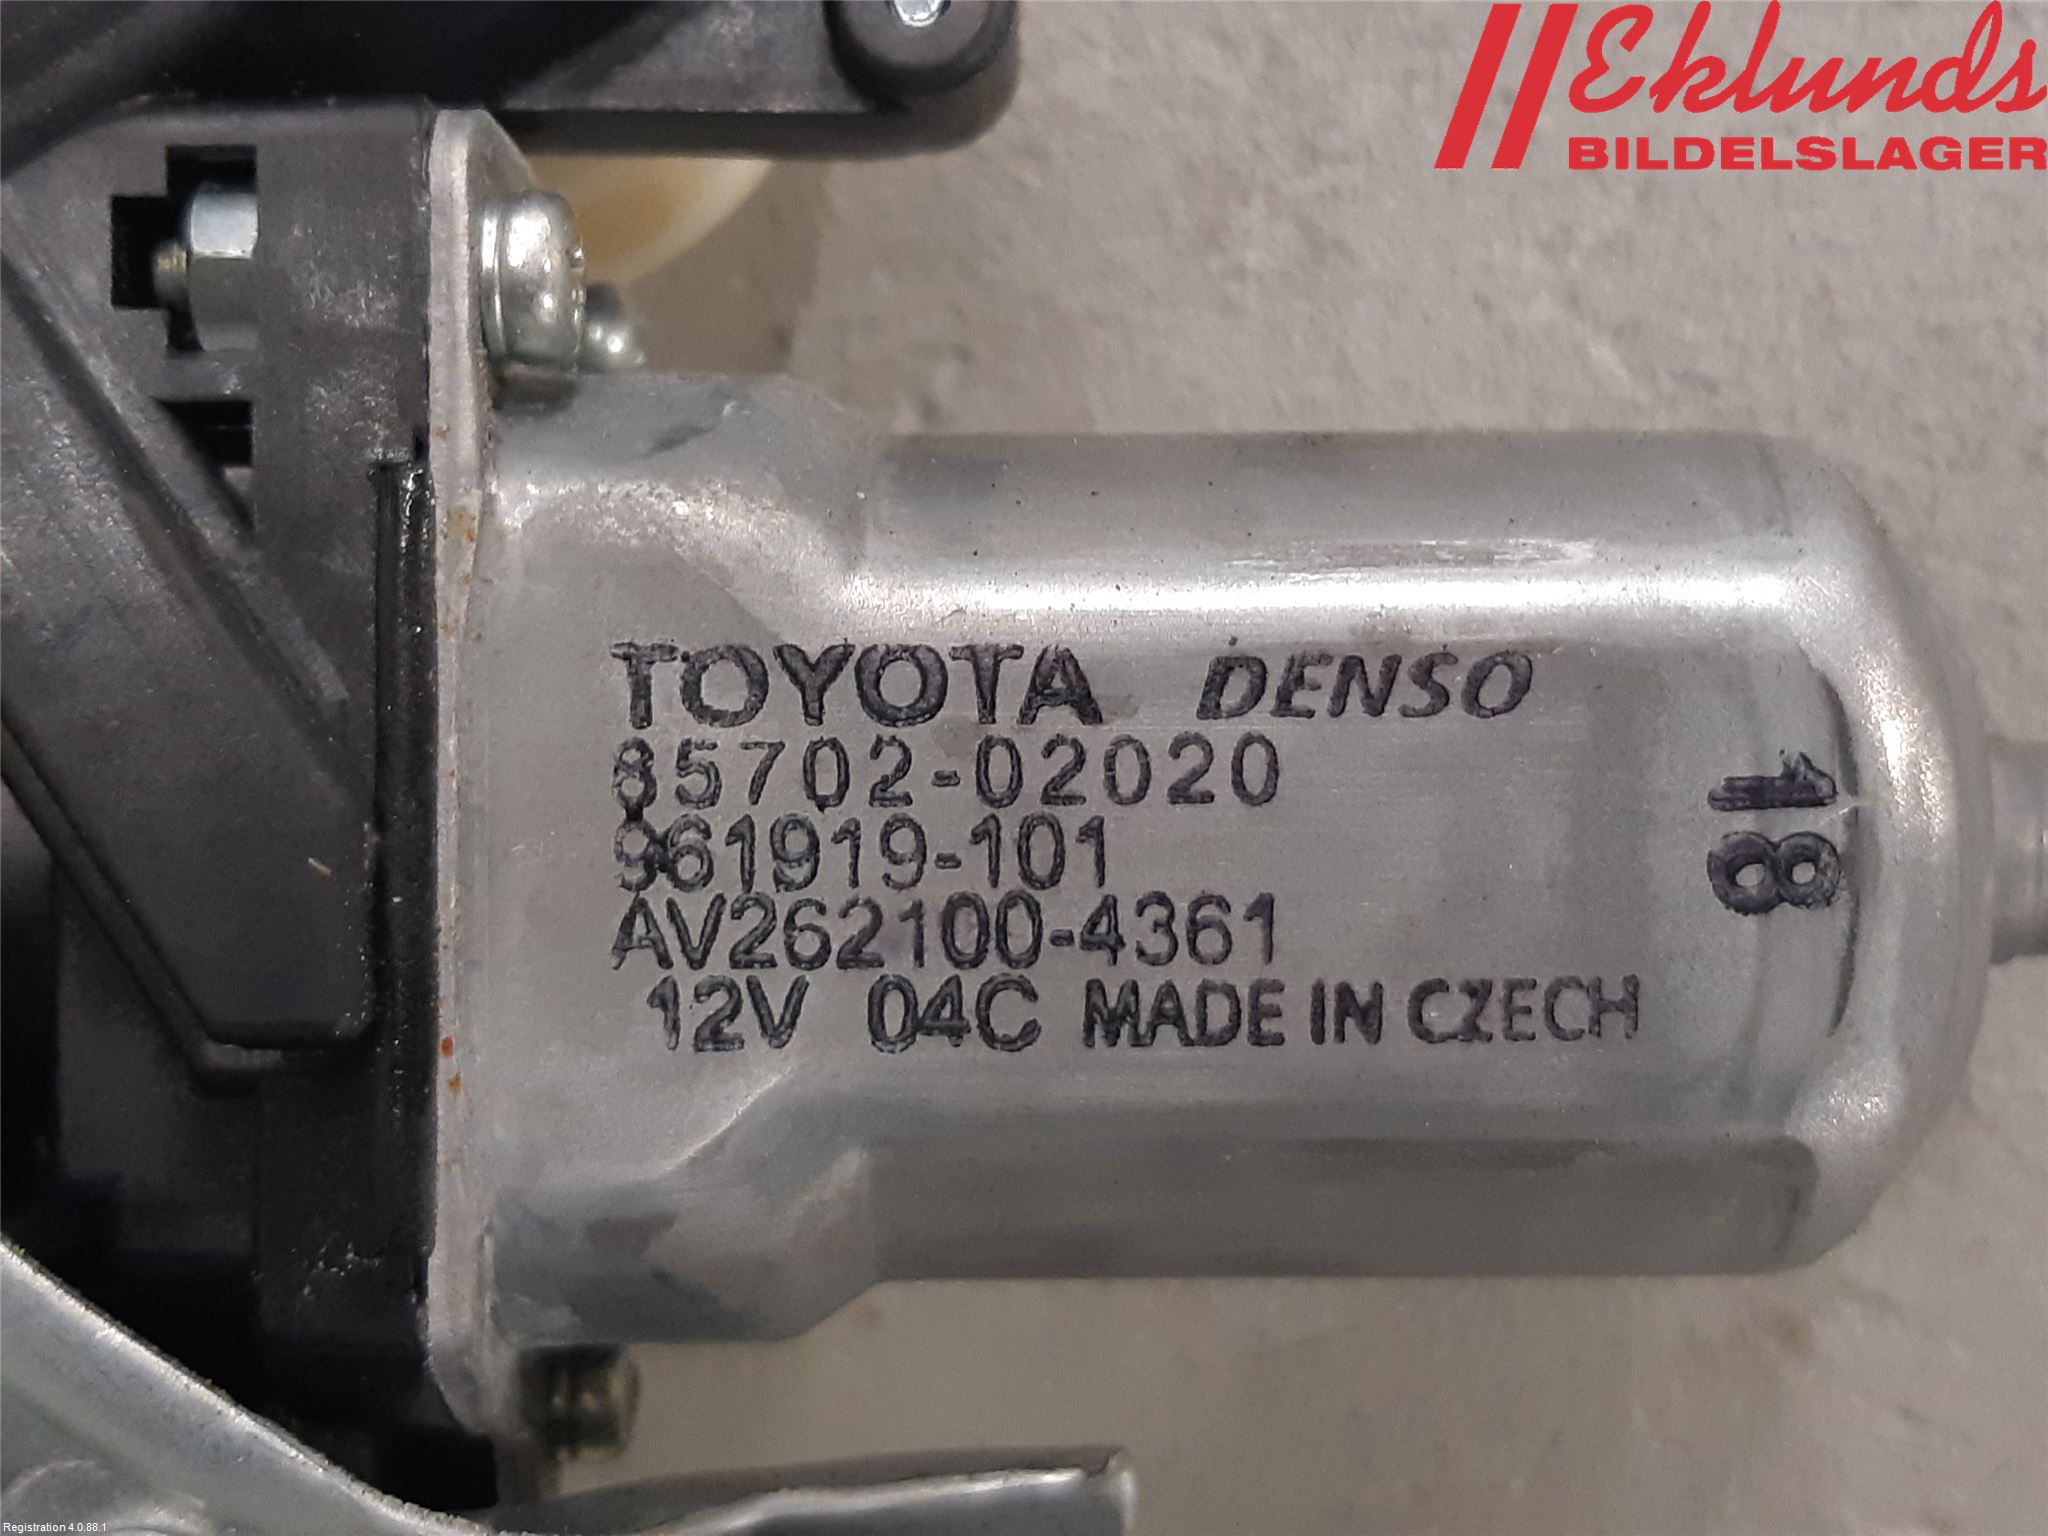 Eklunds
BILDELSLAGER
TOYOTA DENSO
85702-02020
961919-101
AV262100-4361
12V 04C MADE IN CZECH
18
Registration 4.0.88.1